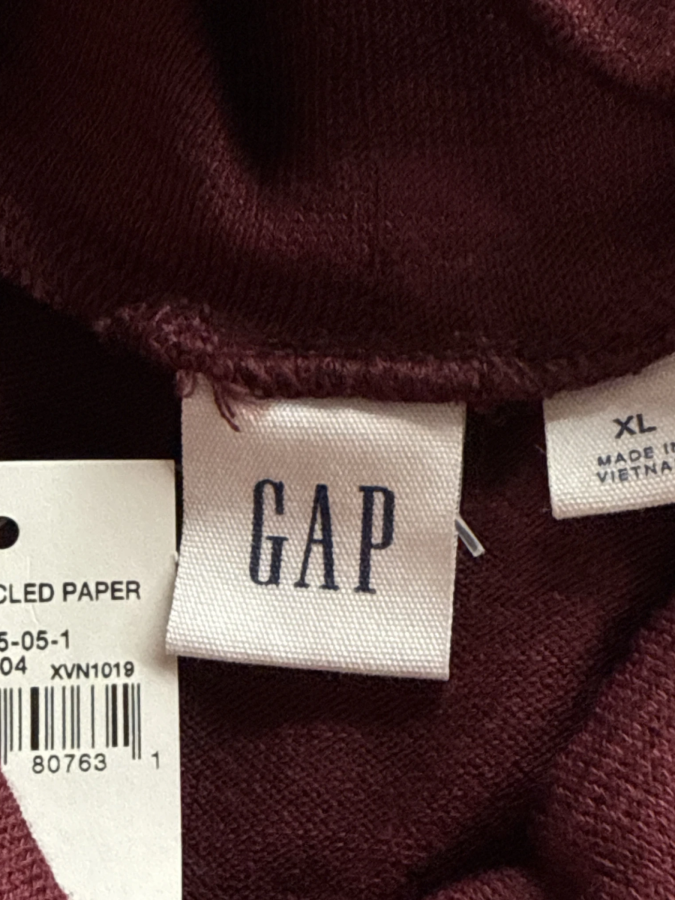 GAP
XL
MADE IN
VIETNA
CLED PAPER
5-05-1
04 XVN1019
80763 1